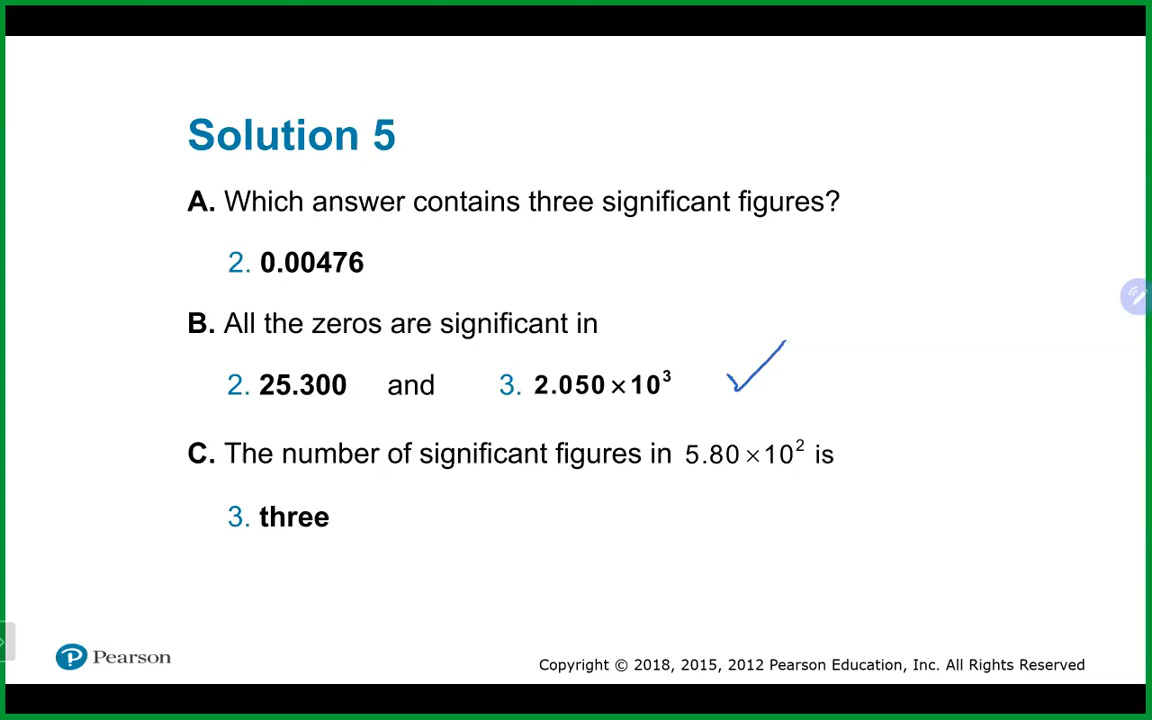 Solution 5
A. Which answer contains three significant figures?
2. 0.00476
B. All the zeros are significant in
2. 25.300 and 3. 2.050 × 10³
C. The number of significant figures in 5.80 × 10² is
3. three
Pearson
Copyright © 2018, 2015, 2012 Pearson Education, Inc. All Rights Reserved